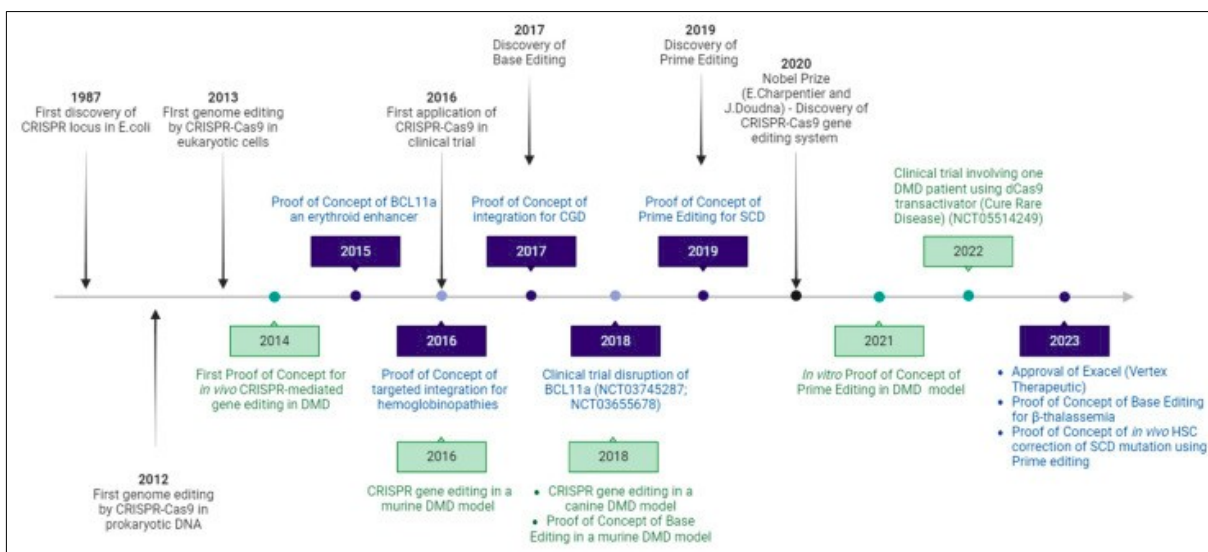 1987
First discovery of
CRISPR locus in E.coli
2012
First genome editing
by CRISPR-Cas9 in
prokaryotic DNA
2013
First genome editing
by CRISPR-Cas9 in
eukaryotic cells
2014
First Proof of Concept for
in vivo CRISPR-mediated
gene editing in DMD
Proof of Concept of BCL11a
an erythroid enhancer
2015
2016
First application of
CRISPR-Cas9 in
clinical trial
2016
Proof of Concept of
targeted integration for
hemoglobinopathies
2016
CRISPR gene editing in a
murine DMD model
2017
Discovery of
Base Editing
Proof of Concept of
integration for CGD
2017
2018
Clinical trial disruption of
BCL11a (NCT03745287;
NCT03655678)
2018
• CRISPR gene editing in a
canine DMD model
• Proof of Concept of Base
Editing in a murine DMD model
2019
Discovery of
Prime Editing
Proof of Concept of
Prime Editing for SCD
2019
2020
Nobel Prize
(E.Charpentier and
J.Doudna) - Discovery of
CRISPR-Cas9 gene
editing system
2021
In vitro Proof of Concept of
Prime Editing in DMD model
Clinical trial involving one
DMD patient using dCas9
transactivator (Cure Rare
Disease) (NCT05514249)
2022
2023
• Approval of Exacel (Vertex
Therapeutic)
• Proof of Concept of Base Editing
for β-thalassemia
• Proof of Concept of in vivo HSC
correction of SCD mutation using
Prime editing